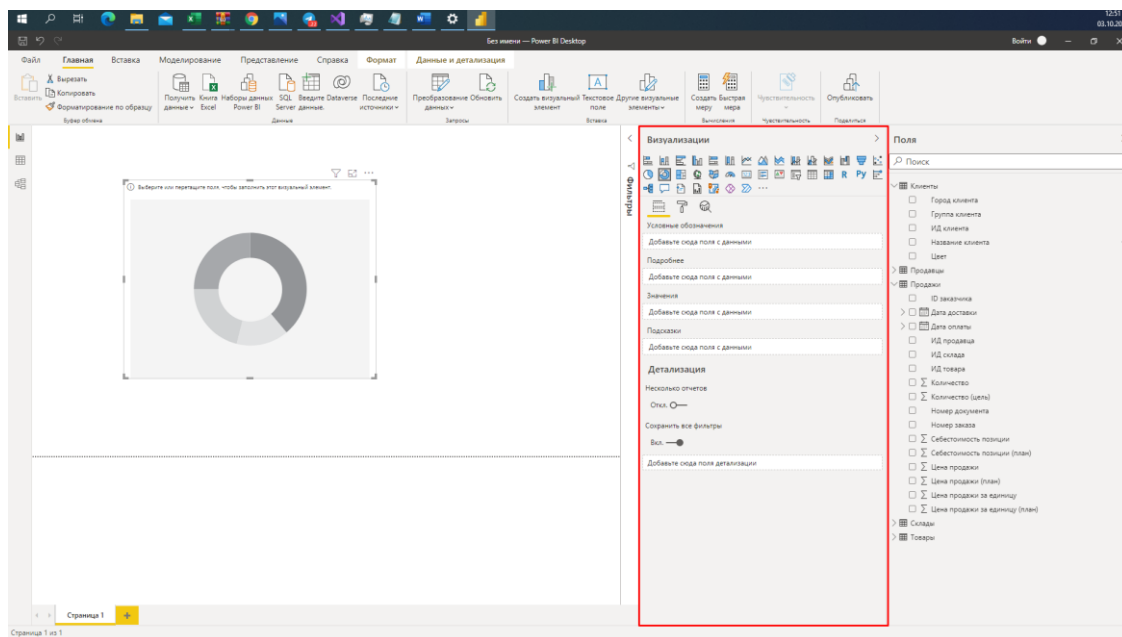 12:51
03.10.20
Без имени — Power BI Desktop
Войти
Файл Главная Вставка Моделирование Представление Справка Формат Данные и детализация
Вставить
Вырезать
Копировать
Форматирование по образцу
Буфер обмена
Получить данные
Книга Excel
Наборы данных Power BI
SQL Server
Введите данные.
Dataverse
Последние источники
Данные
Преобразование данных
Обновить
Запросы
Создать визуальный элемент
Текстовое поле
Другие визуальные элементы
Вставка
Создать меру
Быстрая мера
Вычисления
Чувствительность
Чувствительность
Опубликовать
Поделиться
Выберите или перетащите поля, чтобы заполнить этот визуальный элемент.
Фильтры
Визуализации
R Py
Условные обозначения
Добавьте сюда поля с данными
Подробнее
Добавьте сюда поля с данными
Значения
Добавьте сюда поля с данными
Подсказки
Добавьте сюда поля с данными
Детализация
Несколько отчетов
Откл.
Сохранить все фильтры
Вкл.
Добавьте сюда поля детализации
Поля
Поиск
Клиенты
Город клиента
Группа клиента
ИД клиента
Название клиента
Цвет
Продавцы
Продажи
ID заказчика
Дата доставки
Дата оплаты
ИД продавца
ИД склада
ИД товара
∑ Количество
∑ Количество (цель)
Номер документа
Номер заказа
∑ Себестоимость позиции
∑ Себестоимость позиции (план)
∑ Цена продажи
∑ Цена продажи (план)
∑ Цена продажи за единицу
∑ Цена продажи за единицу (план)
Склады
Товары
Страница 1
Страница 1 из 1